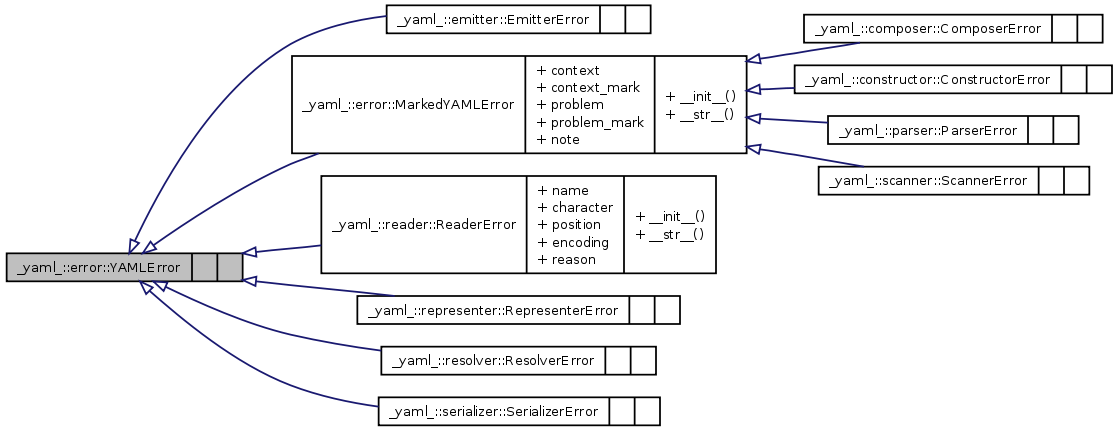 _yaml_::emitter::EmitterError
_yaml_::error::MarkedYAMLError
+ context
+ context_mark
+ problem
+ problem_mark
+ note
+ __init__()
+ __str__()
_yaml_::composer::ComposerError
_yaml_::constructor::ConstructorError
_yaml_::parser::ParserError
_yaml_::scanner::ScannerError
_yaml_::reader::ReaderError
+ name
+ character
+ position
+ encoding
+ reason
+ __init__()
+ __str__()
_yaml_::error::YAMLError
_yaml_::representer::RepresenterError
_yaml_::resolver::ResolverError
_yaml_::serializer::SerializerError